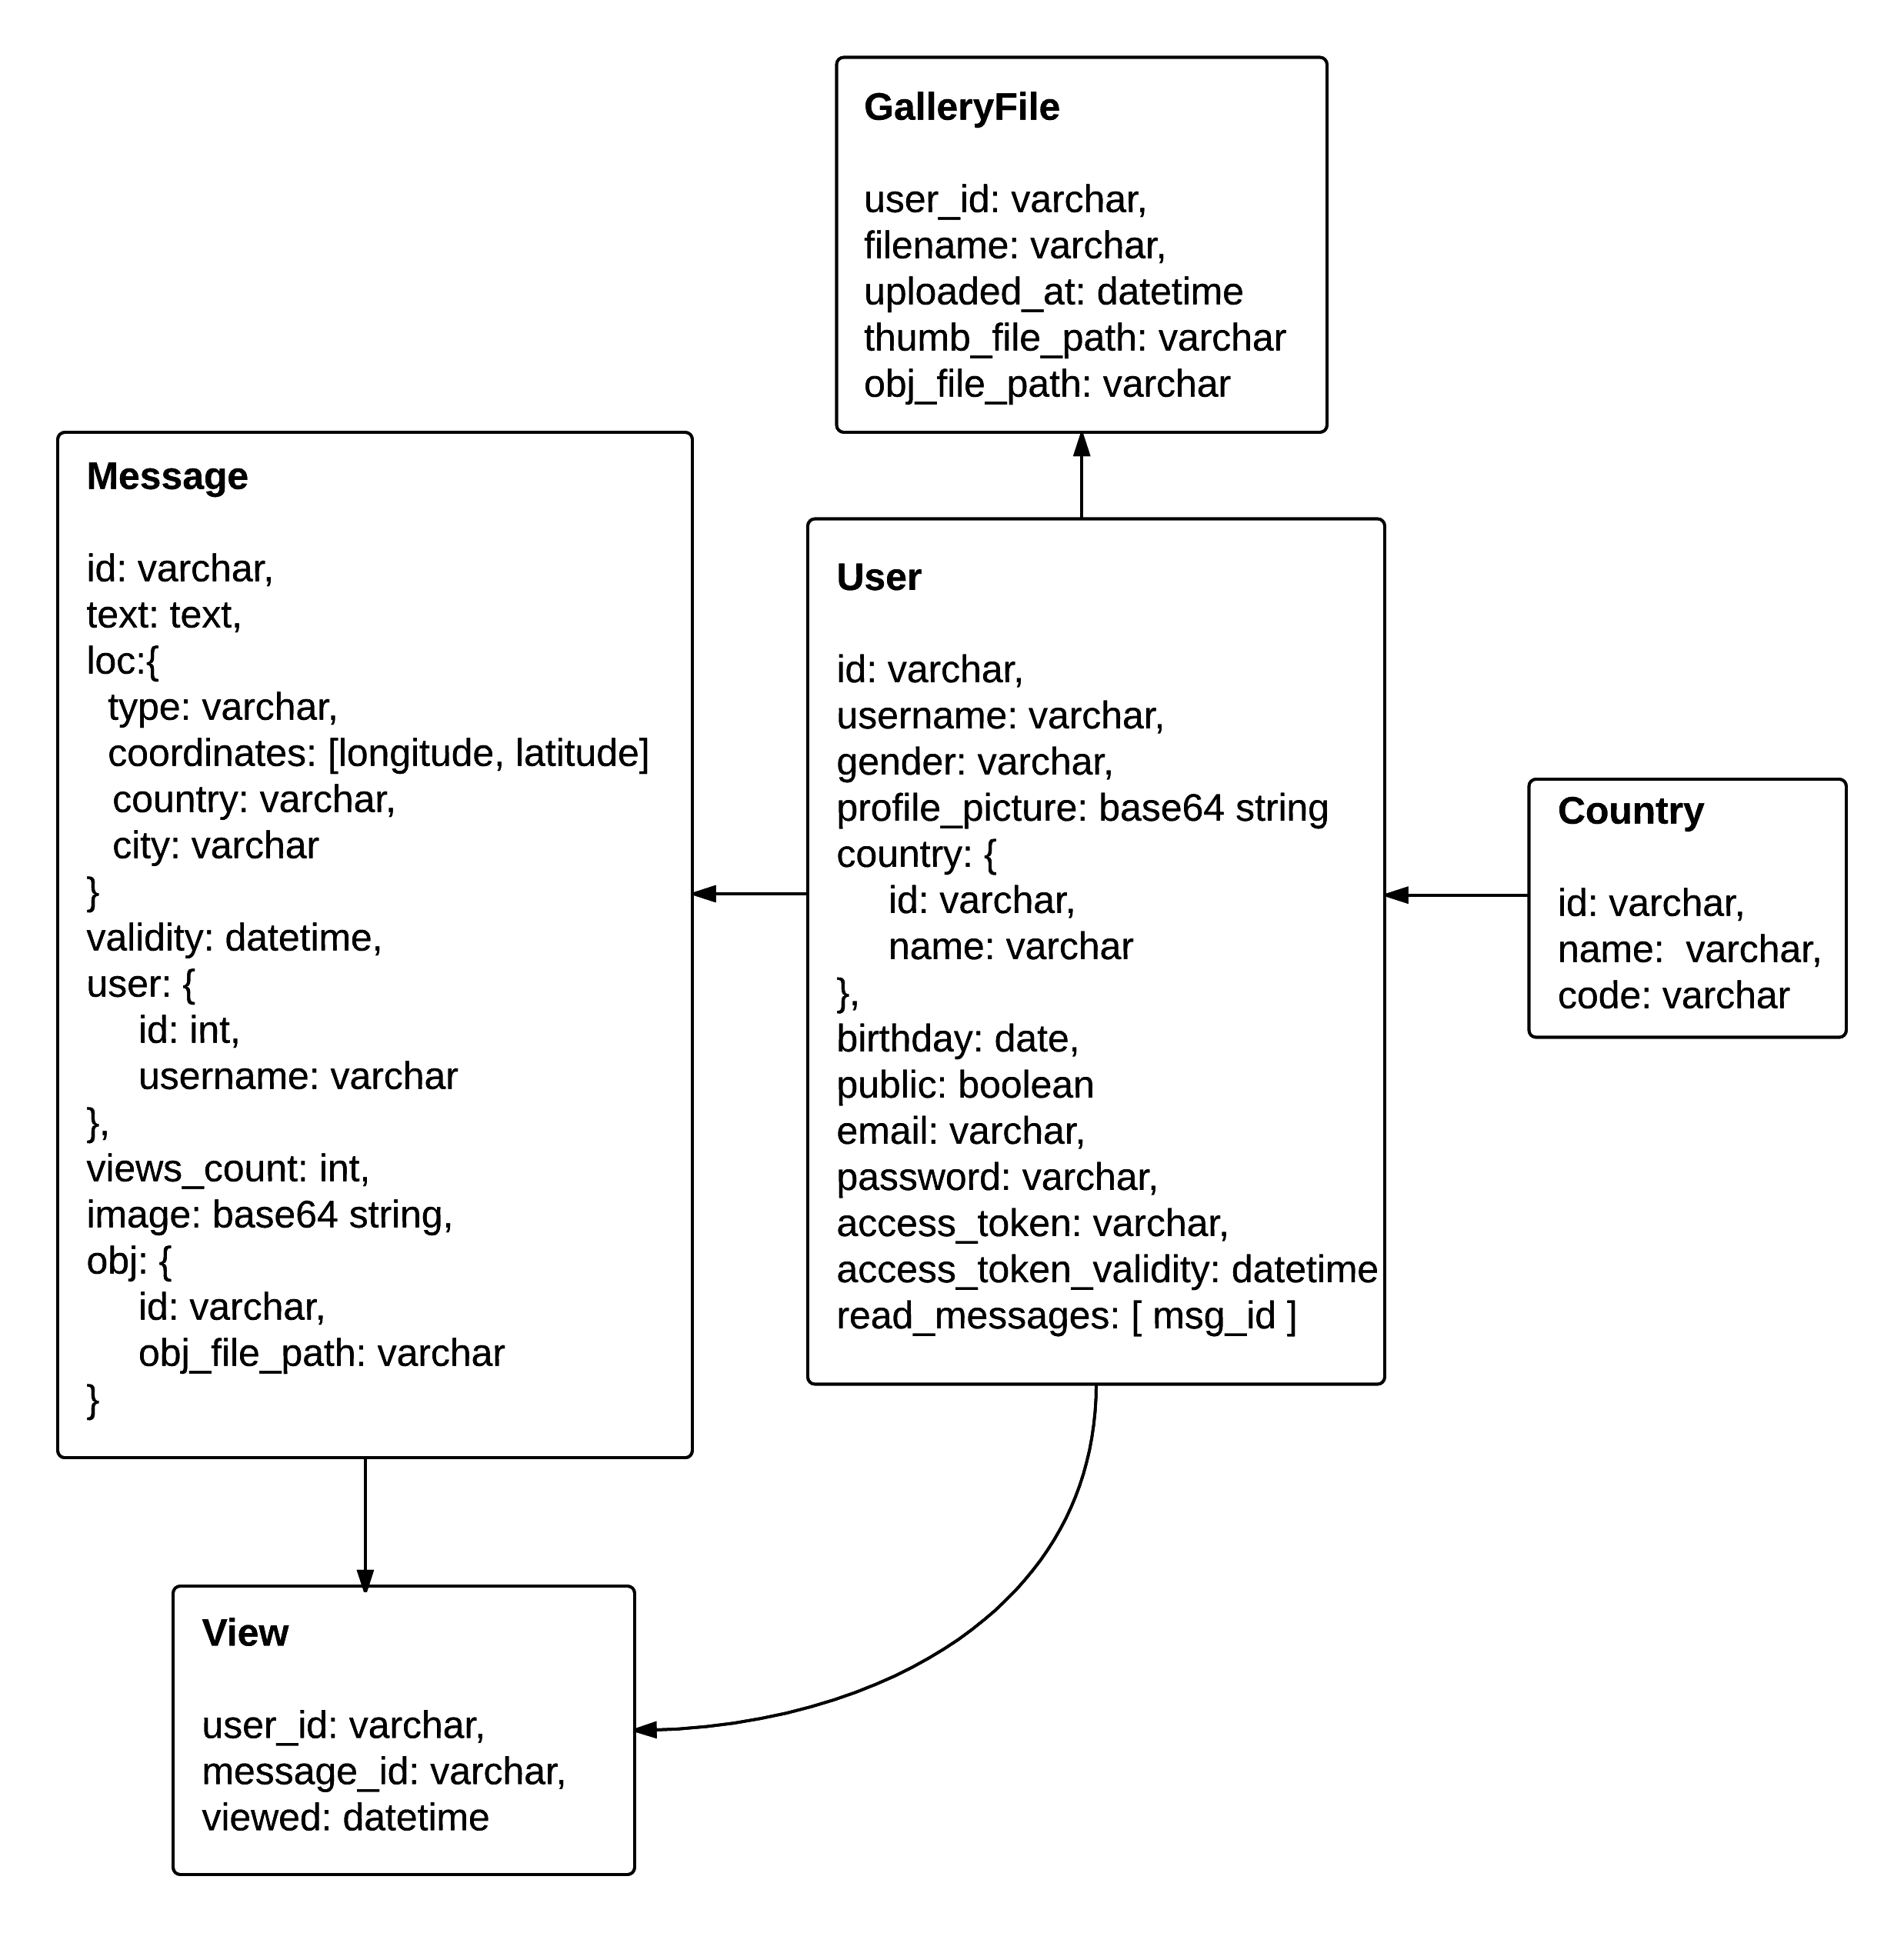 GalleryFile
user_id: varchar,
filename: varchar,
uploaded_at: datetime
thumb_file_path: varchar
obj_file_path: varchar
Message
id: varchar,
text: text,
loc:{
type: varchar,
coordinates: [longitude, latitude]
country: varchar,
city: varchar
}
validity: datetime,
user: {
id: int,
username: varchar
},
views_count: int,
image: base64 string,
obj: {
id: varchar,
obj_file_path: varchar
}
User
id: varchar,
username: varchar,
gender: varchar,
profile_picture: base64 string
country: {
id: varchar,
name: varchar
},
birthday: date,
public: boolean
email: varchar,
password: varchar,
access_token: varchar,
access_token_validity: datetime
read_messages: [ msg_id ]
Country
id: varchar,
name:  varchar,
code: varchar
View
user_id: varchar,
message_id: varchar,
viewed: datetime